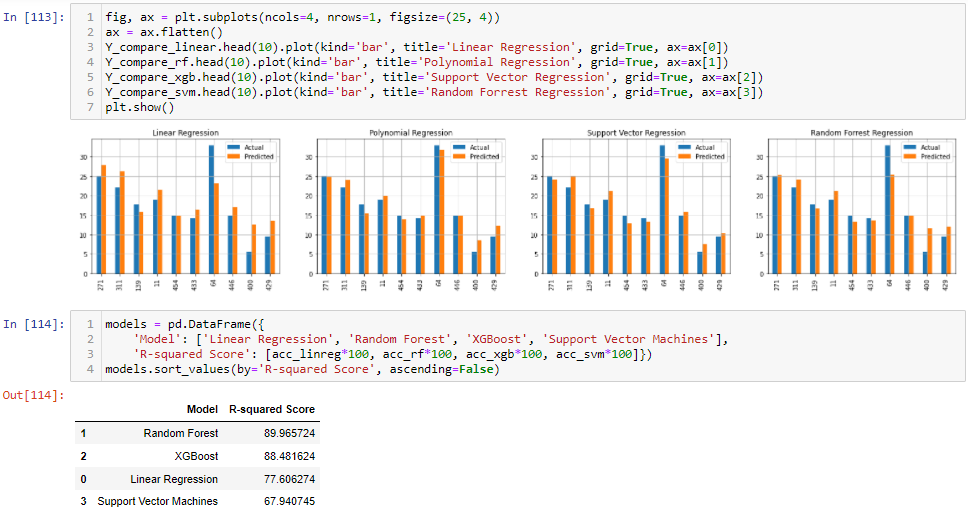 In [113]:
1 fig, ax = plt.subplots(ncols=4, nrows=1, figsize=(25, 4))
2 ax = ax.flatten()
3 Y_compare_linear.head(10).plot(kind='bar', title='Linear Regression', grid=True, ax=ax[0])
4 Y_compare_rf.head(10).plot(kind='bar', title='Polynomial Regression', grid=True, ax=ax[1])
5 Y_compare_xgb.head(10).plot(kind='bar', title='Support Vector Regression', grid=True, ax=ax[2])
6 Y_compare_svm.head(10).plot(kind='bar', title='Random Forrest Regression', grid=True, ax=ax[3])
7 plt.show()
Linear Regression
Actual
Predicted
30
25
20
15
10
5
0
271 311 139 11 454 433 64 446 400 429
Polynomial Regression
Actual
Predicted
30
25
20
15
10
5
0
271 311 139 11 454 433 64 446 400 429
Support Vector Regression
Actual
Predicted
30
25
20
15
10
5
0
271 311 139 11 454 433 64 446 400 429
Random Forrest Regression
Actual
Predicted
30
25
20
15
10
5
0
271 311 139 11 454 433 64 446 400 429
In [114]:
1 models = pd.DataFrame({
2 'Model': ['Linear Regression', 'Random Forest', 'XGBoost', 'Support Vector Machines'],
3 'R-squared Score': [acc_linreg*100, acc_rf*100, acc_xgb*100, acc_svm*100]})
4 models.sort_values(by='R-squared Score', ascending=False)
Out[114]:
Model R-squared Score
1 Random Forest 89.965724
2 XGBoost 88.481624
0 Linear Regression 77.606274
3 Support Vector Machines 67.940745